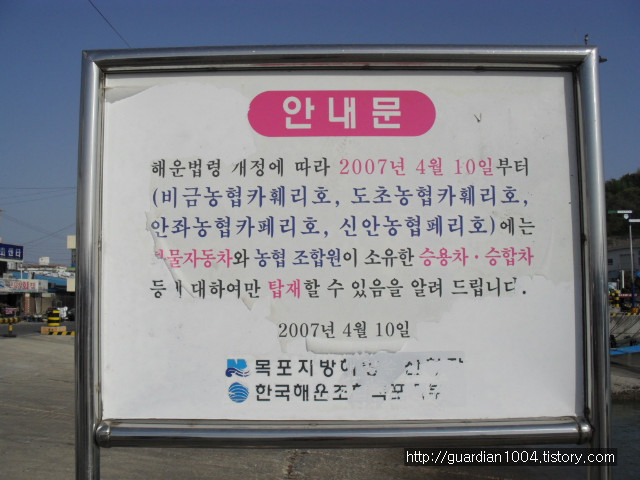 안내문
해운법령 개정에 따라 2007년 4월 10일부터
(비금농협카훼리호, 도초농협카훼리호,
안좌농협카페리호, 신안농협페리호)에는
물자동차와 농협 조합원이 소유한 승용차·승합차
대하여만 탑재할 수 있음을 알려 드립니다.
2007년 4월 10일
목포지방
한국해운조
http://guardian1004.tistory.com